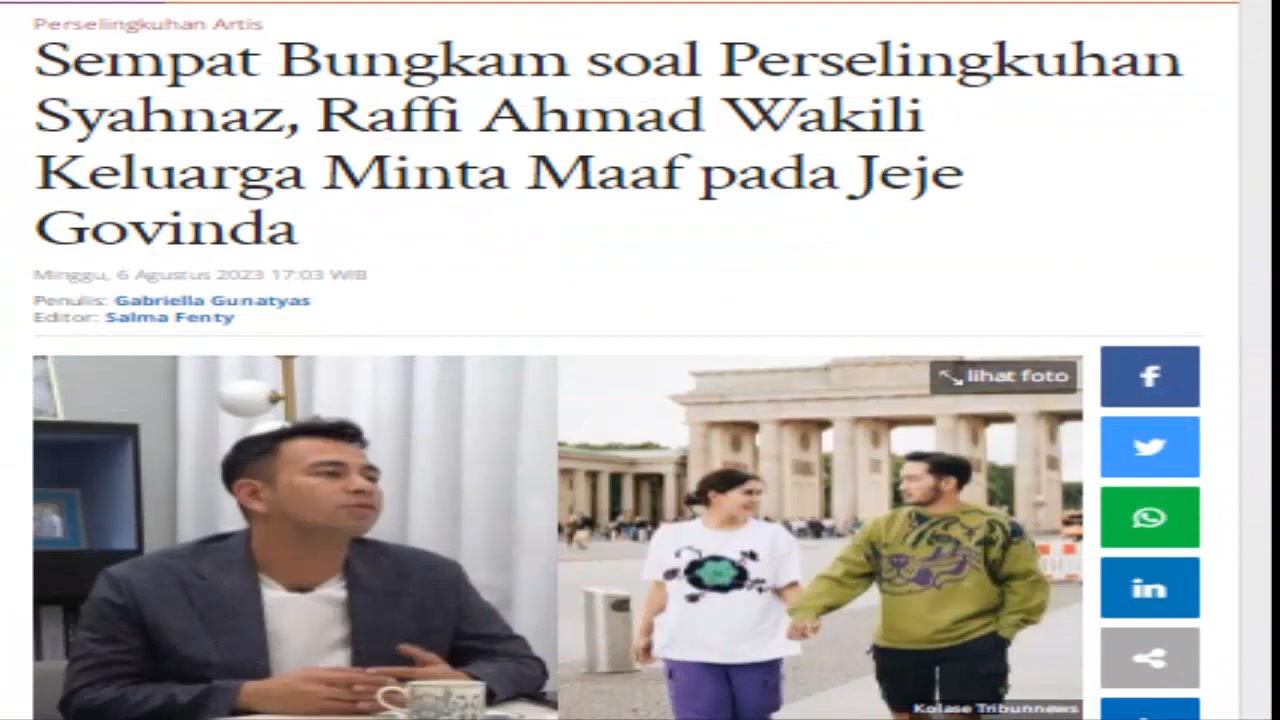 Perselingkuhan Artis
Sempat Bungkam soal Perselingkuhan
Syahnaz, Raffi Ahmad Wakili
Keluarga Minta Maaf pada Jeje
Govinda
Minggu, 6 Agustus 2023 17:03 WIB
Penulis: Gabriella Gunatyas
Editor: Salma Fenty
lihat foto
Kolase Tribunnews